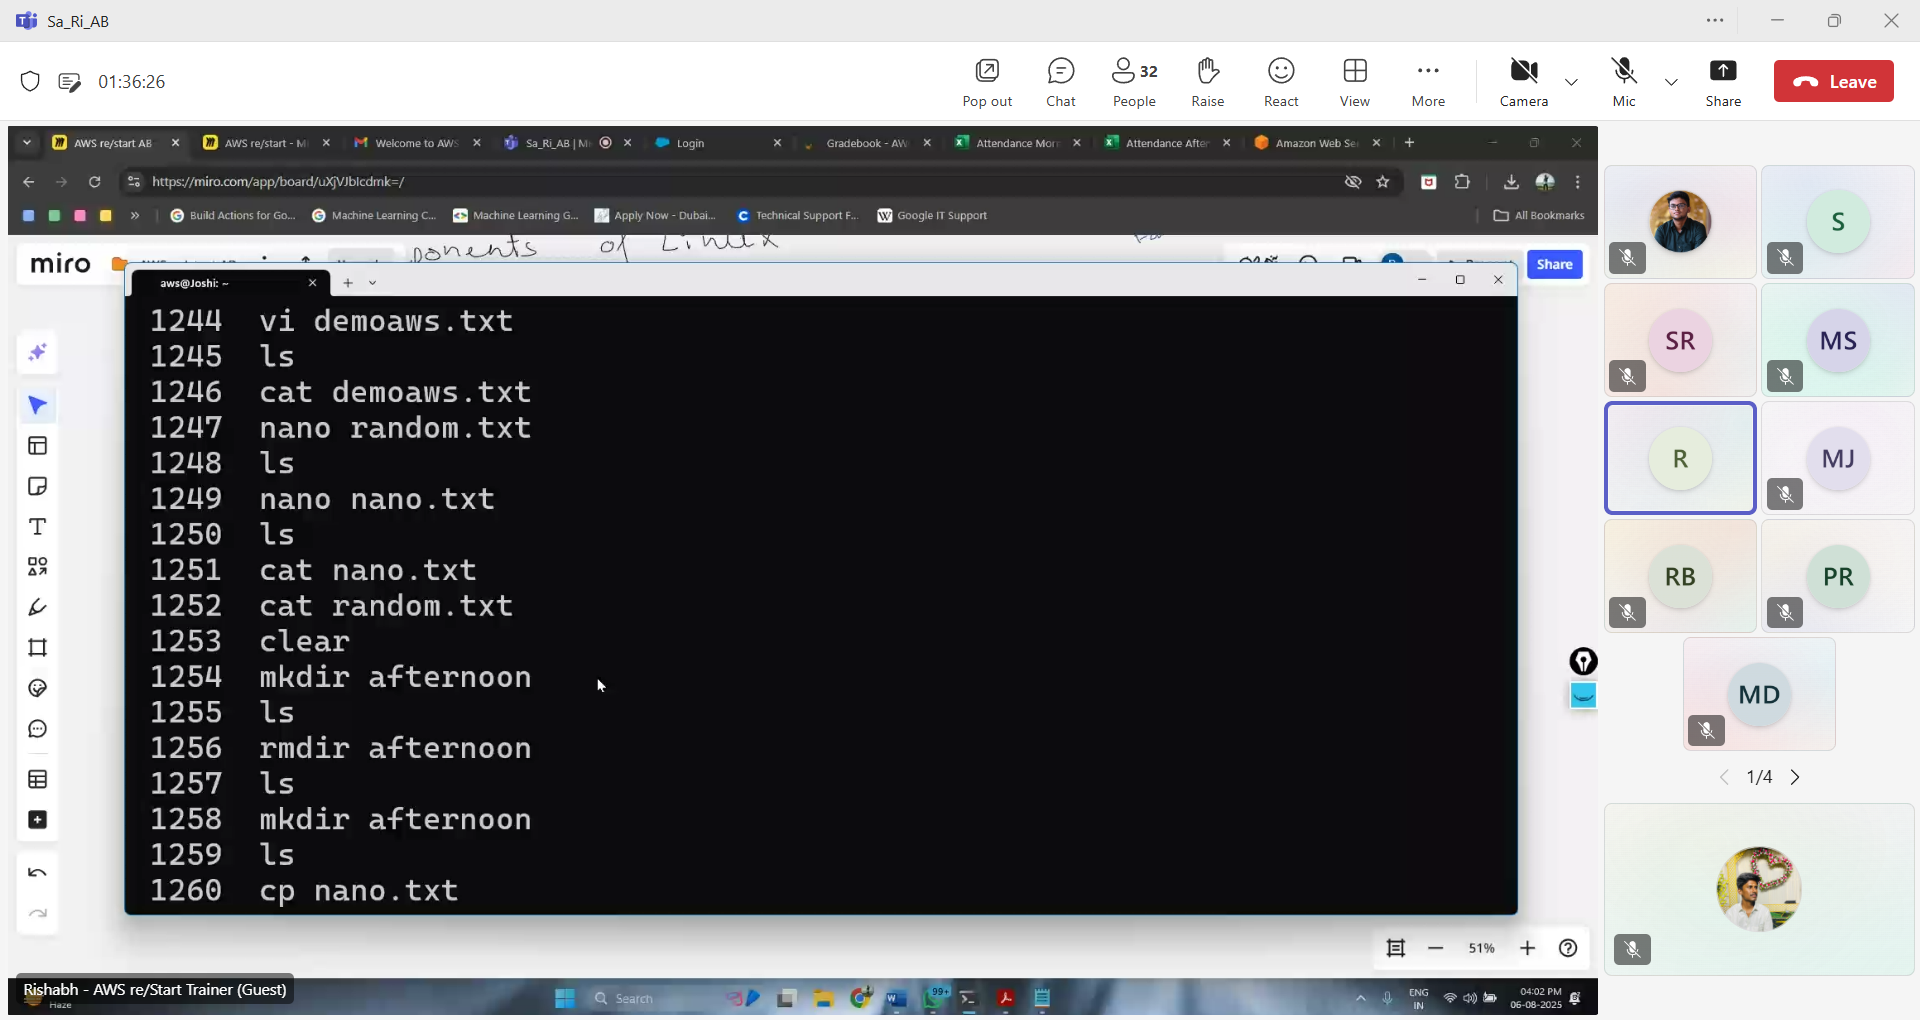 Sa_Ri_AB
01:36:26
Pop out
Chat
32
People
Raise
React
View
More
Camera
Mic
Share
Leave
AWS re/start AB
AWS re/start - M
Welcome to AWS
Sa_Ri_AB | M
Login
Gradebook - AW
Attendance Mor
Attendance After
Amazon Web Se
https://miro.com/app/board/uXjVJbIcdmk=/
Build Actions for Go...
Machine Learning C...
Machine Learning G...
Apply Now - Dubai...
Technical Support F...
Google IT Support
All Bookmarks
miro
ponents of Linux
Share
aws@Joshi: ~
1244 vi demoaws.txt
1245 ls
1246 cat demoaws.txt
1247 nano random.txt
1248 ls
1249 nano nano.txt
1250 ls
1251 cat nano.txt
1252 cat random.txt
1253 clear
1254 mkdir afternoon
1255 ls
1256 rmdir afternoon
1257 ls
1258 mkdir afternoon
1259 ls
1260 cp nano.txt
51%
S
SR
MS
R
MJ
RB
PR
MD
1/4
Rishabh - AWS re/Start Trainer (Guest)
Haze
Search
99+
ENG
IN
04:02 PM
06-08-2025